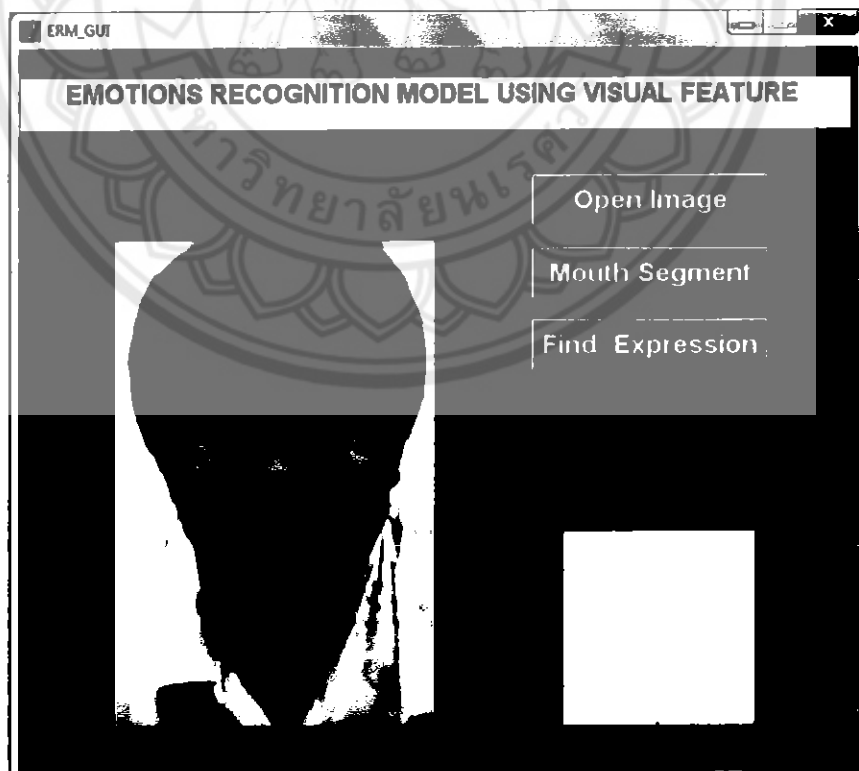 ERM_GUI
X
EMOTIONS RECOGNITION MODEL USING VISUAL FEATURE
Open Image
Mouth Segment
Find Expression